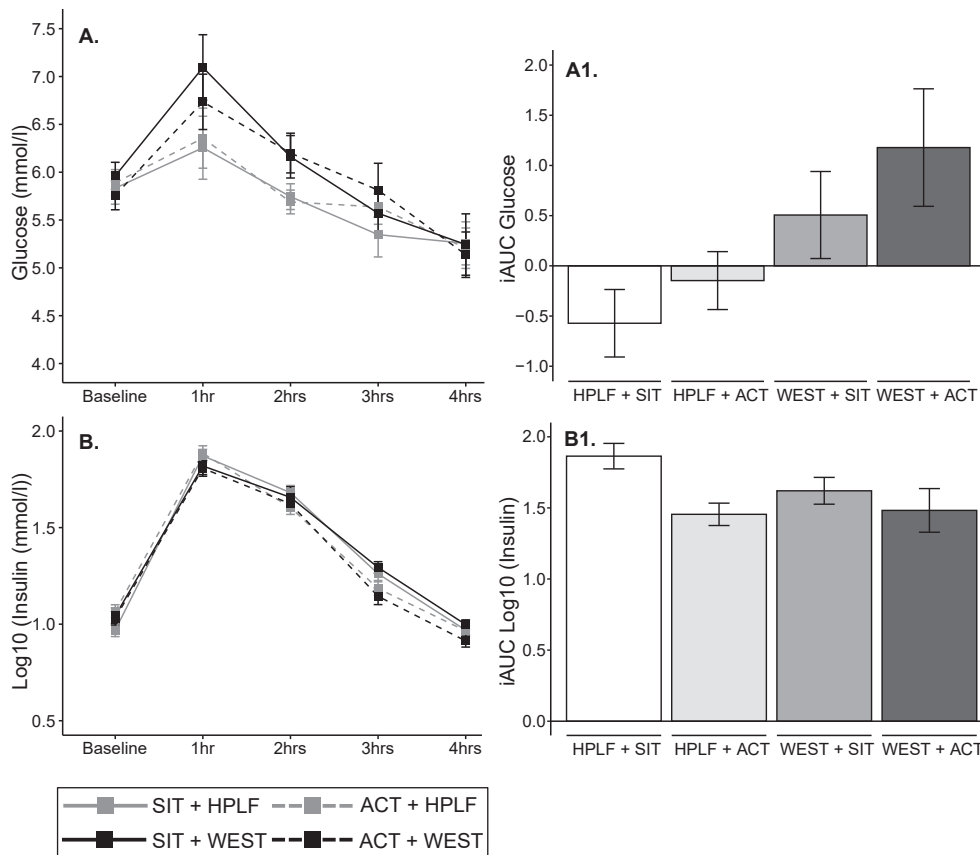 A.
Glucose (mmol/l)
7.5
7.0
6.5
6.0
5.5
5.0
4.5
4.0
Baseline 1hr 2hrs 3hrs 4hrs
A1.
iAUC Glucose
2.0
1.5
1.0
0.5
0.0
−0.5
−1.0
HPLF + SIT HPLF + ACT WEST + SIT WEST + ACT
B.
Log10 (Insulin (mmol/l))
2.0
1.5
1.0
0.5
Baseline 1hr 2hrs 3hrs 4hrs
B1.
iAUC Log10 (Insulin)
2.0
1.5
1.0
0.5
0.0
HPLF + SIT HPLF + ACT WEST + SIT WEST + ACT
SIT + HPLF ACT + HPLF
SIT + WEST ACT + WEST